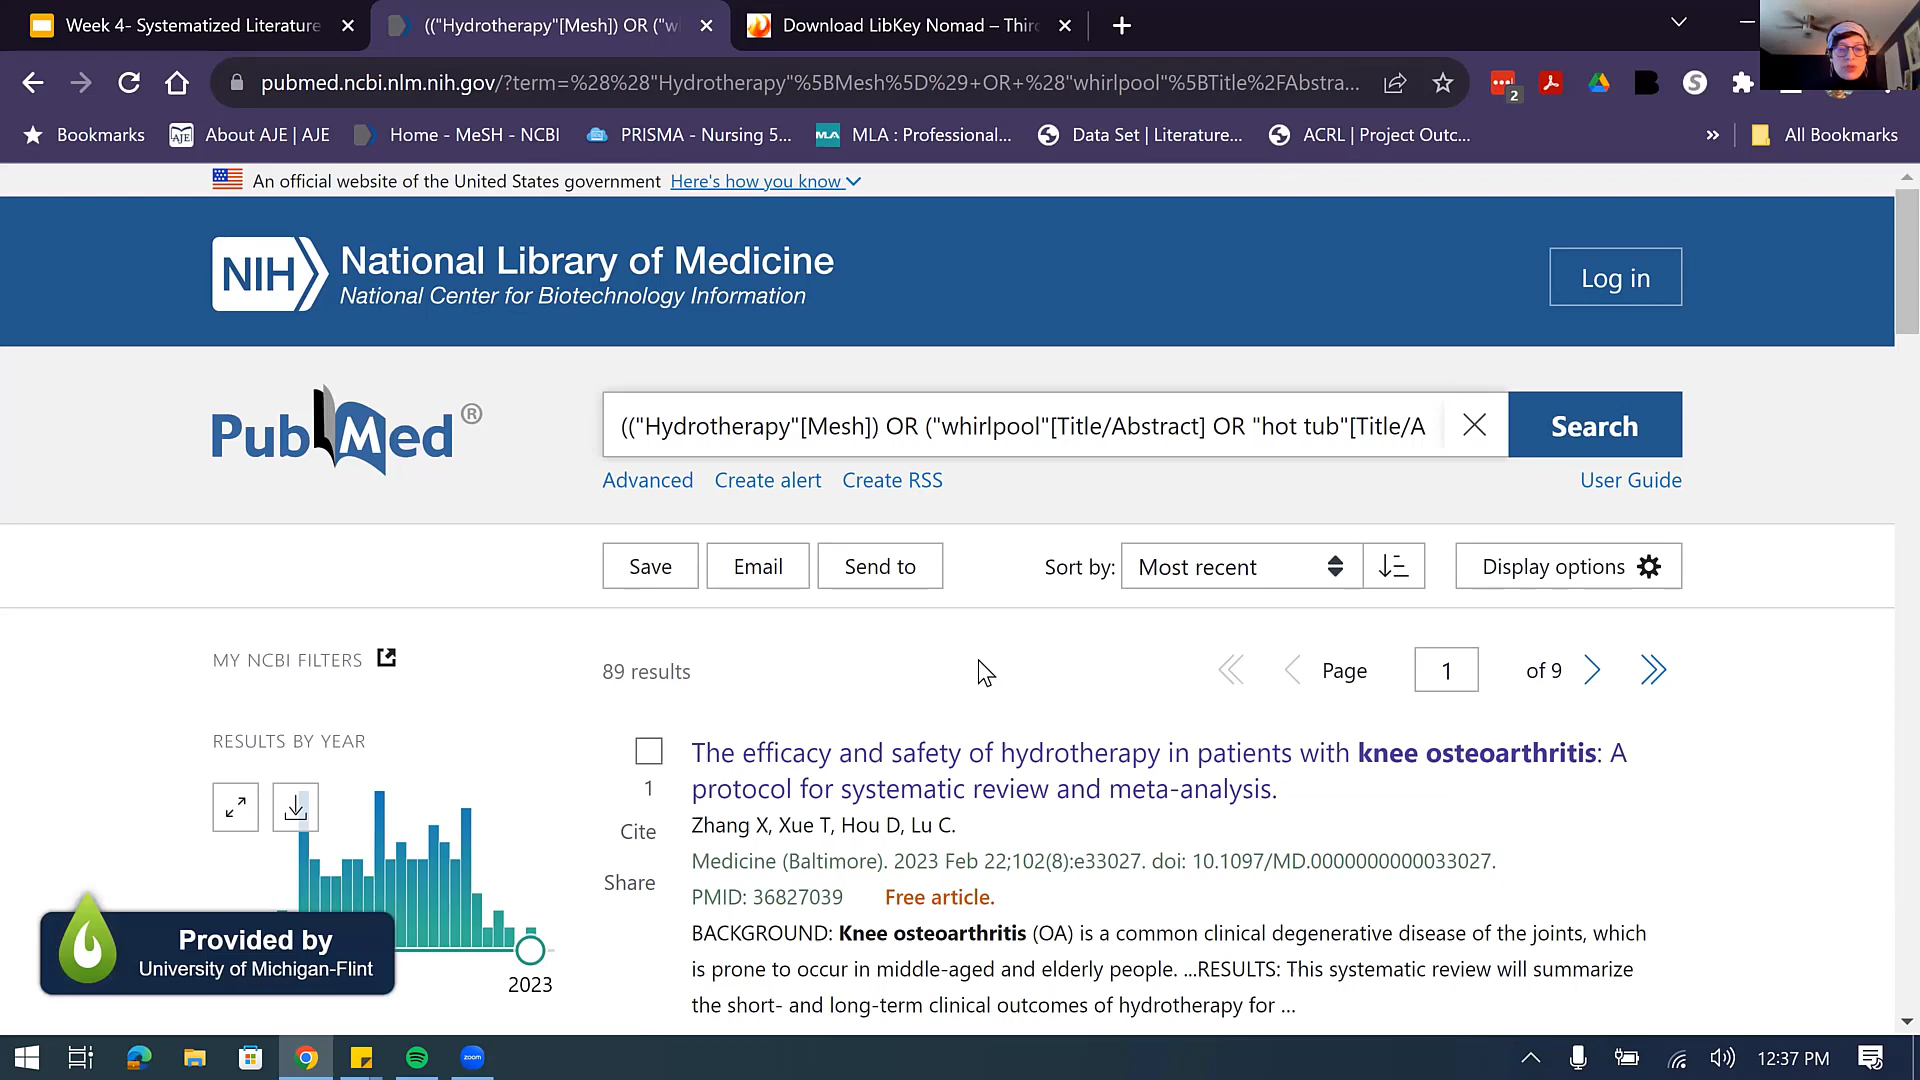 Week 4- Systematized Literature
(("Hydrotherapy"[Mesh]) OR ("w
Download LibKey Nomad – Thir
pubmed.ncbi.nlm.nih.gov/?term=%28%28"Hydrotherapy"%5BMesh%5D%29+OR+%28"whirlpool"%5BTitle%2FAbstra...
2
Bookmarks
AJE
About AJE | AJE
Home - MeSH - NCBI
PRISMA - Nursing 5...
MLA
MLA : Professional...
Data Set | Literature...
ACRL | Project Outc...
»
All Bookmarks
An official website of the United States government
Here's how you know
NIH
National Library of Medicine
National Center for Biotechnology Information
Log in
PubMed®
(("Hydrotherapy"[Mesh]) OR ("whirlpool"[Title/Abstract] OR "hot tub"[Title/A
Search
Advanced
Create alert
Create RSS
User Guide
Save
Email
Send to
Sort by:
Most recent
Display options
MY NCBI FILTERS
89 results
Page
1
of 9
RESULTS BY YEAR
2023
1
Cite
Share
The efficacy and safety of hydrotherapy in patients with knee osteoarthritis: A
protocol for systematic review and meta-analysis.
Zhang X, Xue T, Hou D, Lu C.
Medicine (Baltimore). 2023 Feb 22;102(8):e33027. doi: 10.1097/MD.0000000000033027.
PMID: 36827039
Free article.
BACKGROUND: Knee osteoarthritis (OA) is a common clinical degenerative disease of the joints, which
is prone to occur in middle-aged and elderly people. ...RESULTS: This systematic review will summarize
the short- and long-term clinical outcomes of hydrotherapy for ...
Provided by
University of Michigan-Flint
zoom
12:37 PM